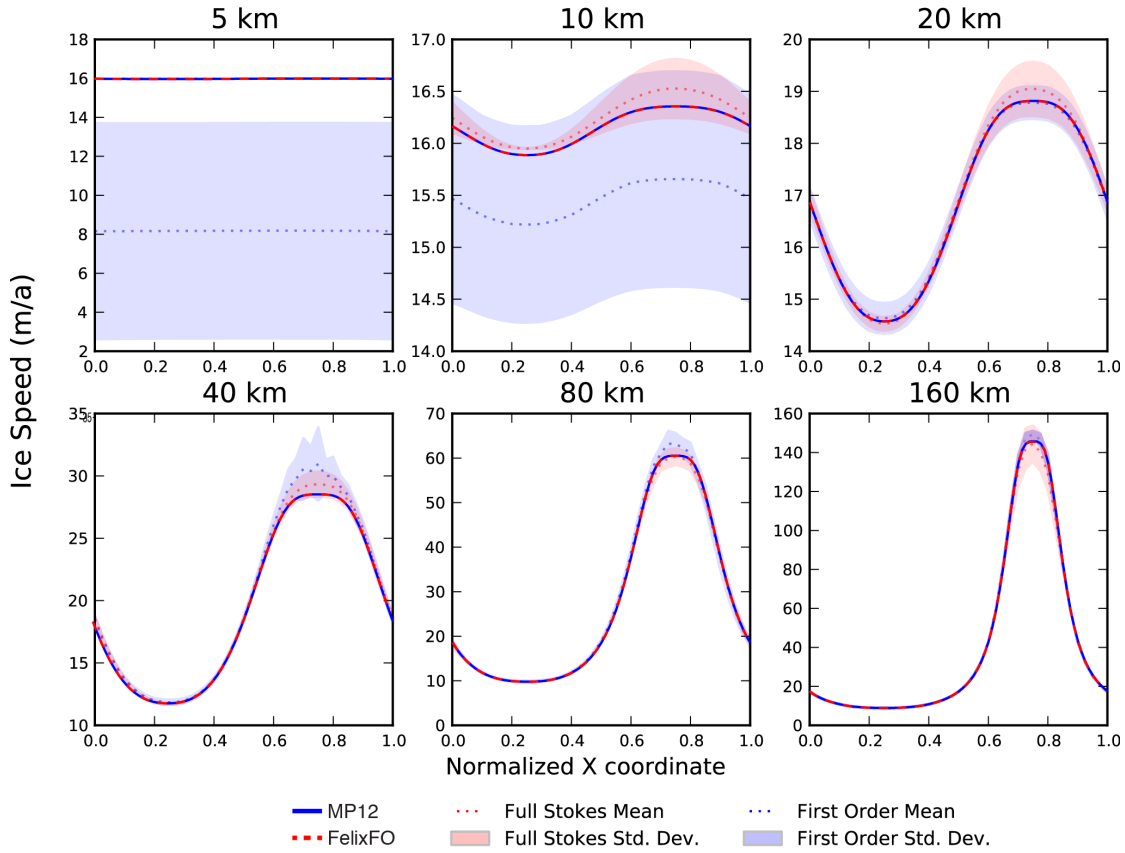 5 km 10 km 20 km
18 17.0 20
16 16.5 19
14 16.0 18
12 15.5 17
10 15.0 16
8 14.5 15
6 14.0 14
4
2
0.0 0.2 0.4 0.6 0.8 1.0 0.0 0.2 0.4 0.6 0.8 1.0 0.0 0.2 0.4 0.6 0.8 1.0
Ice Speed (m/a)
40 km 80 km 160 km
35 70 160
35 60 140
30 50 120
25 40 100
20 30 80
15 20 60
10 10 40
0 20
0
0.0 0.2 0.4 0.6 0.8 1.0 0.0 0.2 0.4 0.6 0.8 1.0 0.0 0.2 0.4 0.6 0.8 1.0
Normalized X coordinate
MP12 Full Stokes Mean First Order Mean
FelixFO Full Stokes Std. Dev. First Order Std. Dev.